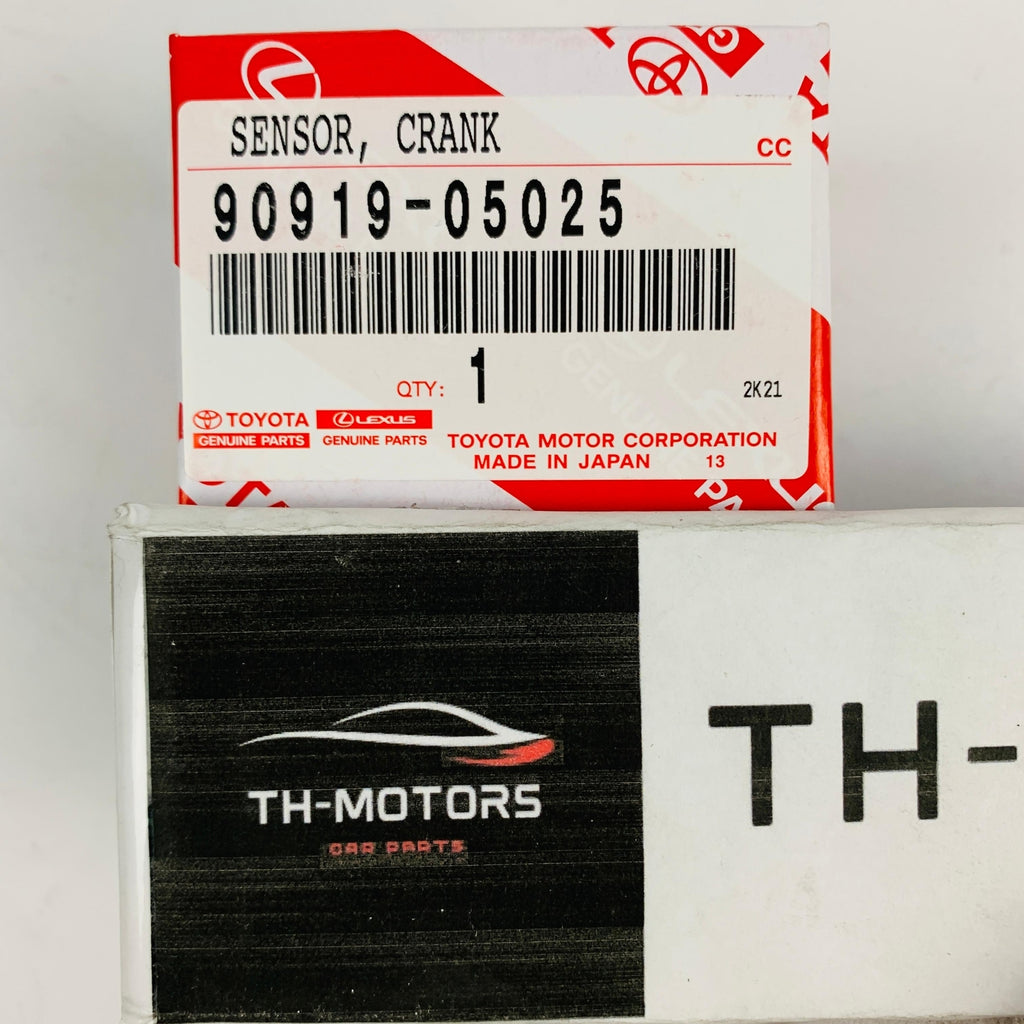 SENSOR, CRANK
CC
90919-05025
QTY: 1
2K21
TOYOTA LEXUS
GENUINE PARTS GENUINE PARTS
TOYOTA MOTOR CORPORATION
MADE IN JAPAN 13
TH-MOTORS
CAR PARTS
TH-